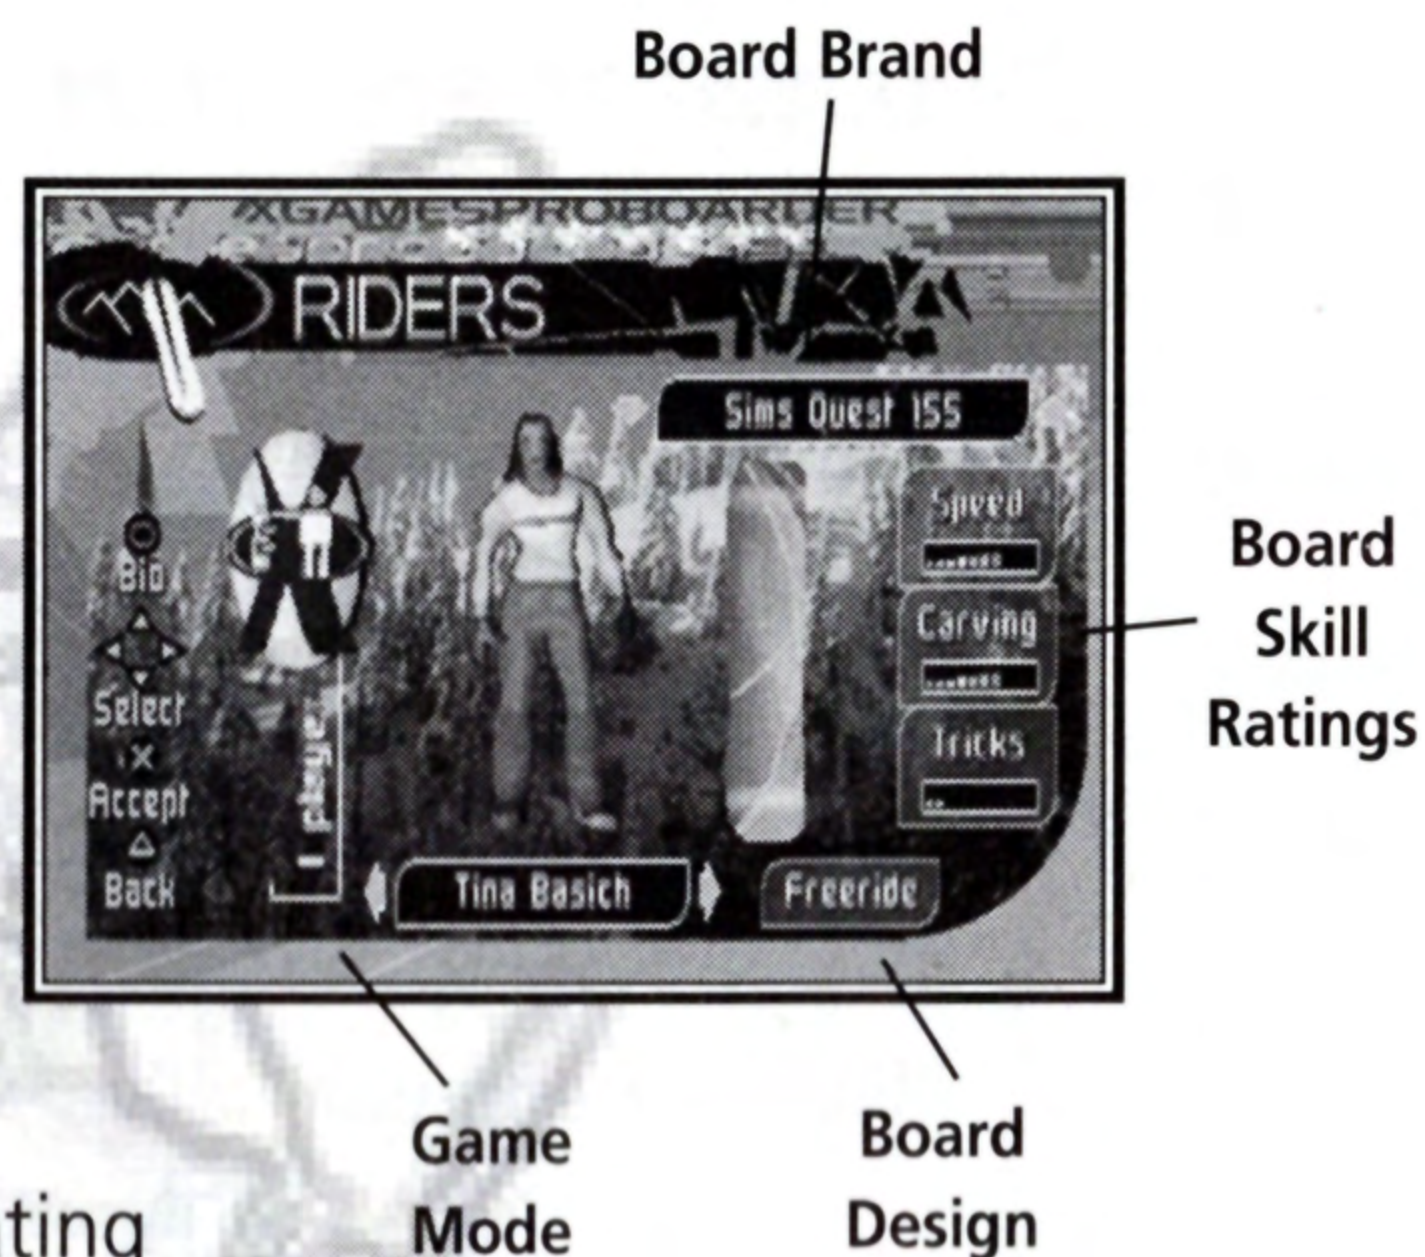 Board Brand
XGAMESPROBOARDER
RIDERS
Sims Quest 155
Speed
Bio
Carving
Select
Tricks
X
Accept
1 player
Back
Tina Basich
Freeride
Board
Skill
Ratings
Game
Mode
Board
Design